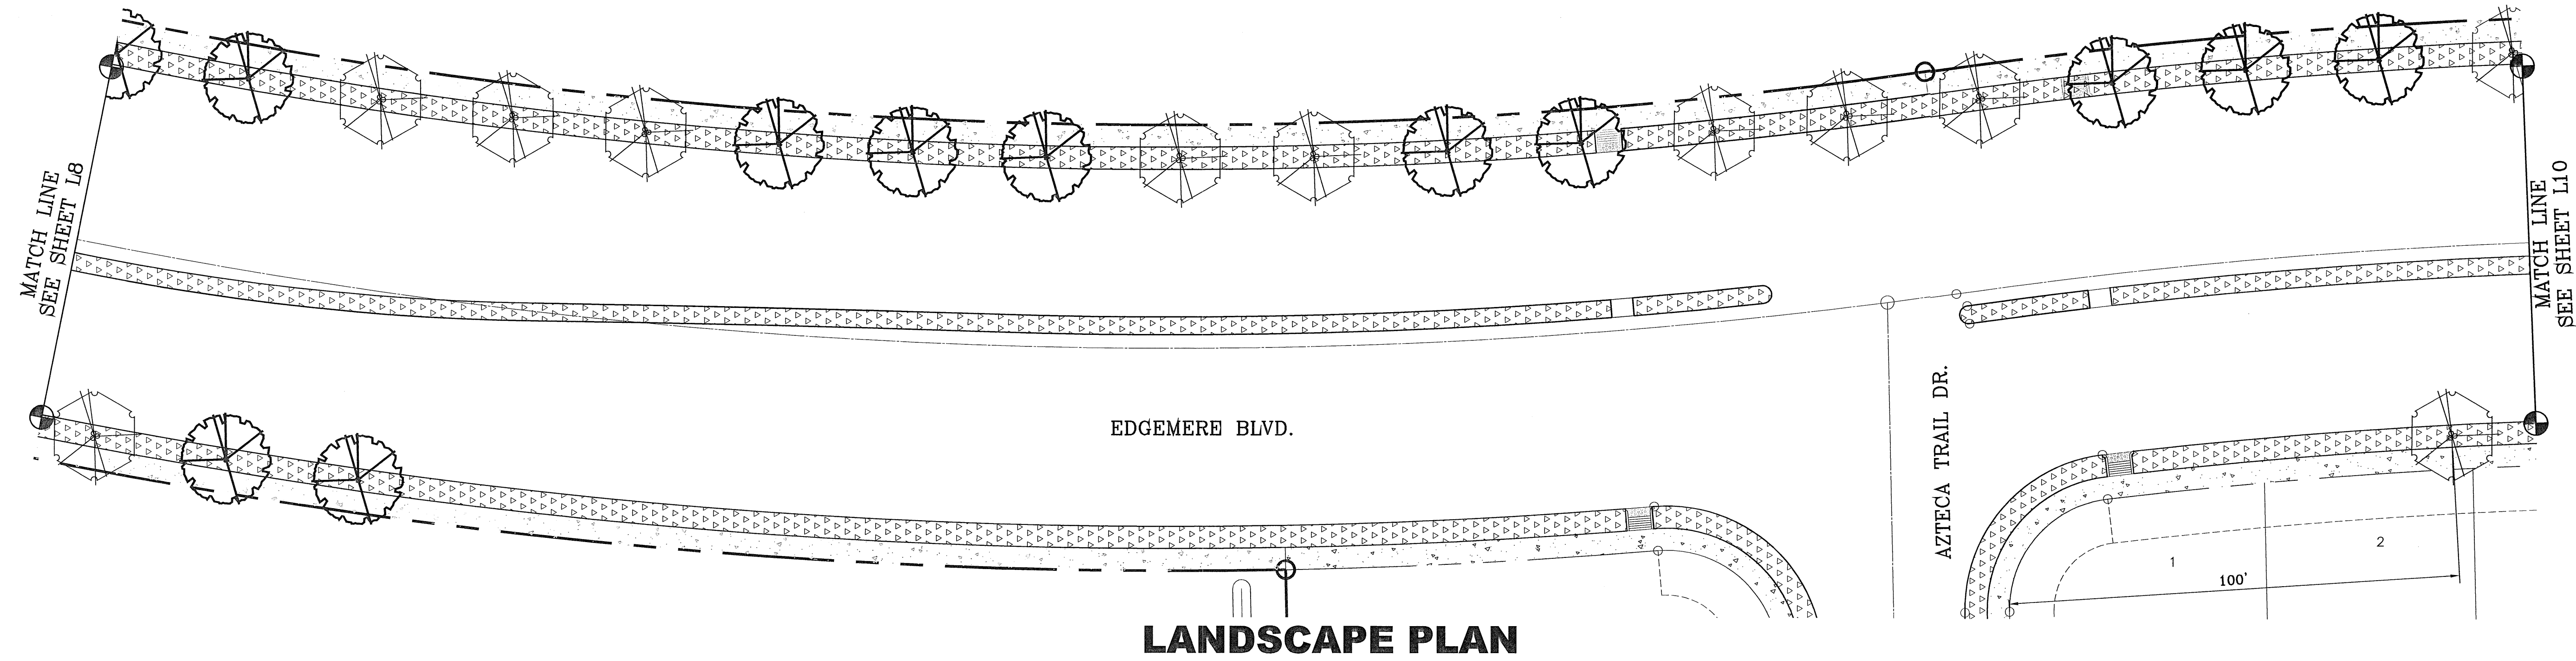 MATCH LINE
SEE SHEET L8
EDGEMERE BLVD.
AZTECA TRAIL DR.
MATCH LINE
SEE SHEET L10
1
2
100'
LANDSCAPE PLAN